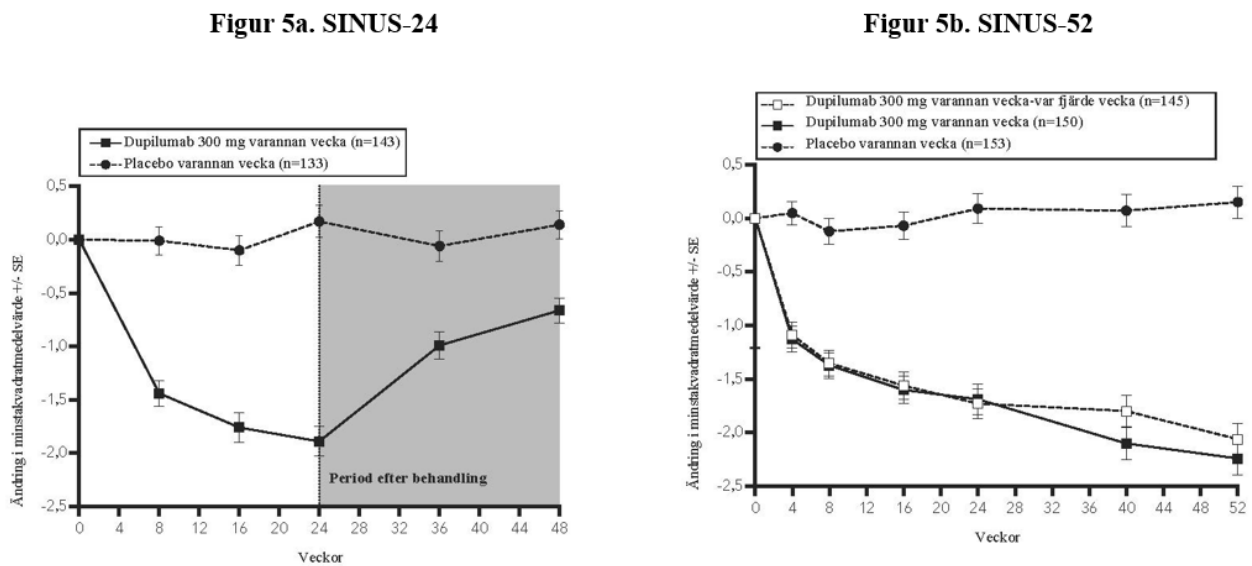 Figur 5a. SINUS-24
Dupilumab 300 mg varannan vecka (n=143)
Placebo varannan vecka (n=133)
Ändring i minstakvadratmedelvärde +/- SE
0,5
0,0
-0,5
-1,0
-1,5
-2,0
-2,5
Period efter behandling
0 4 8 12 16 20 24 28 32 36 40 44 48
Veckor
Figur 5b. SINUS-52
Dupilumab 300 mg varannan vecka-var fjärde vecka (n=145)
Dupilumab 300 mg varannan vecka (n=150)
Placebo varannan vecka (n=153)
Ändring i minstakvadratmedelvärde +/- SE
0,5
0,0
-0,5
-1,0
-1,5
-2,0
-2,5
0 4 8 12 16 20 24 28 32 36 40 44 48 52
Veckor